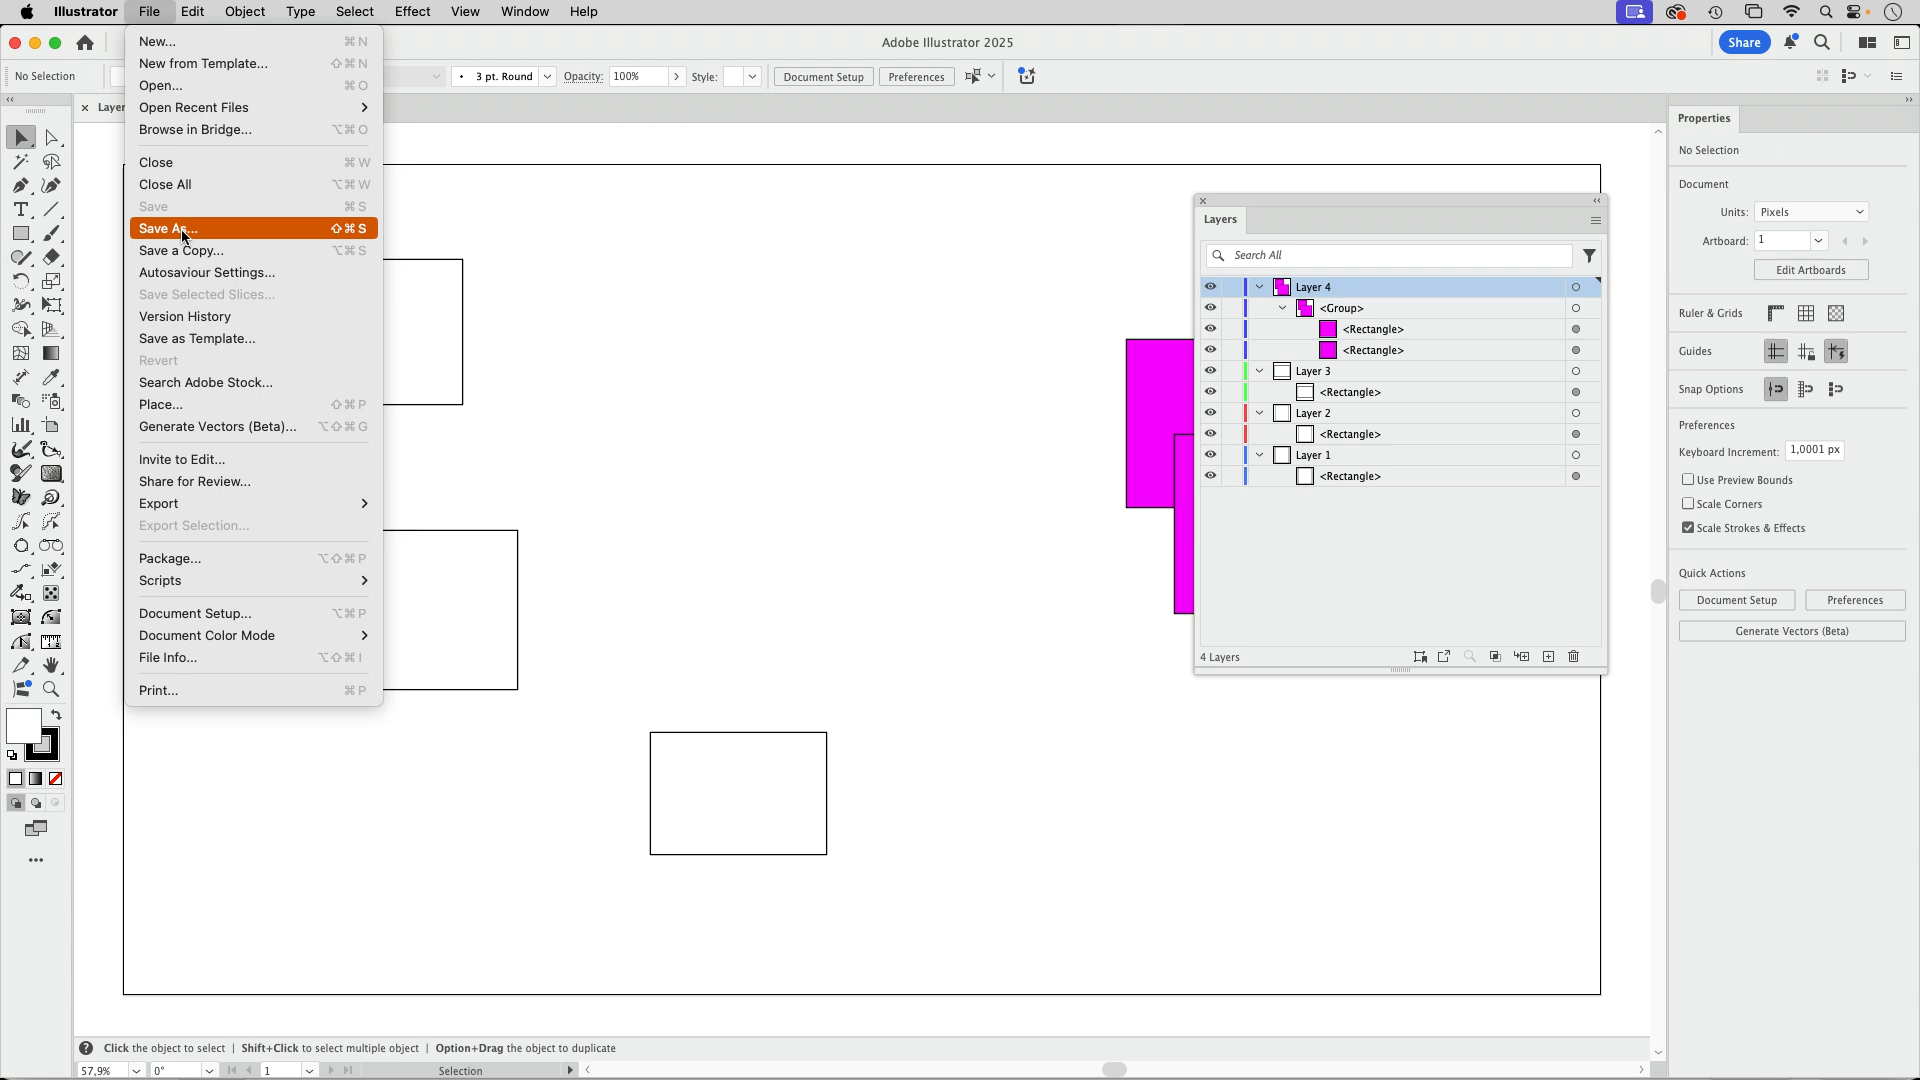 Illustrator File Edit Object Type Select Effect View Window Help
Adobe Illustrator 2025
Share
No Selection
3 pt. Round
Opacity: 100%
Style:
Document Setup
Preferences
Layer
New... ⌘ N
New from Template... ⇧⌘ N
Open... ⌘ O
Open Recent Files
Browse in Bridge... ⌥⌘ O
Close ⌘ W
Close All ⌥⌘ W
Save ⌘ S
Save As... ⇧⌘ S
Save a Copy... ⌥⌘ S
Autosaviour Settings...
Save Selected Slices...
Version History
Save as Template...
Revert
Search Adobe Stock...
Place... ⇧⌘ P
Generate Vectors (Beta)... ⌥⇧⌘ G
Invite to Edit...
Share for Review...
Export
Export Selection...
Package... ⌥⇧⌘ P
Scripts
Document Setup... ⌥⌘ P
Document Color Mode
File Info... ⌥⇧⌘ I
Print... ⌘ P
Layers
Search All
Layer 4
<Group>
<Rectangle>
<Rectangle>
Layer 3
<Rectangle>
Layer 2
<Rectangle>
Layer 1
<Rectangle>
4 Layers
Properties
No Selection
Document
Units: Pixels
Artboard: 1
Edit Artboards
Ruler & Grids
Guides
Snap Options
Preferences
Keyboard Increment: 1,0001 px
Use Preview Bounds
Scale Corners
Scale Strokes & Effects
Quick Actions
Document Setup
Preferences
Generate Vectors (Beta)
Click the object to select | Shift+Click to select multiple object | Option+Drag the object to duplicate
57,9% 0° 1 Selection